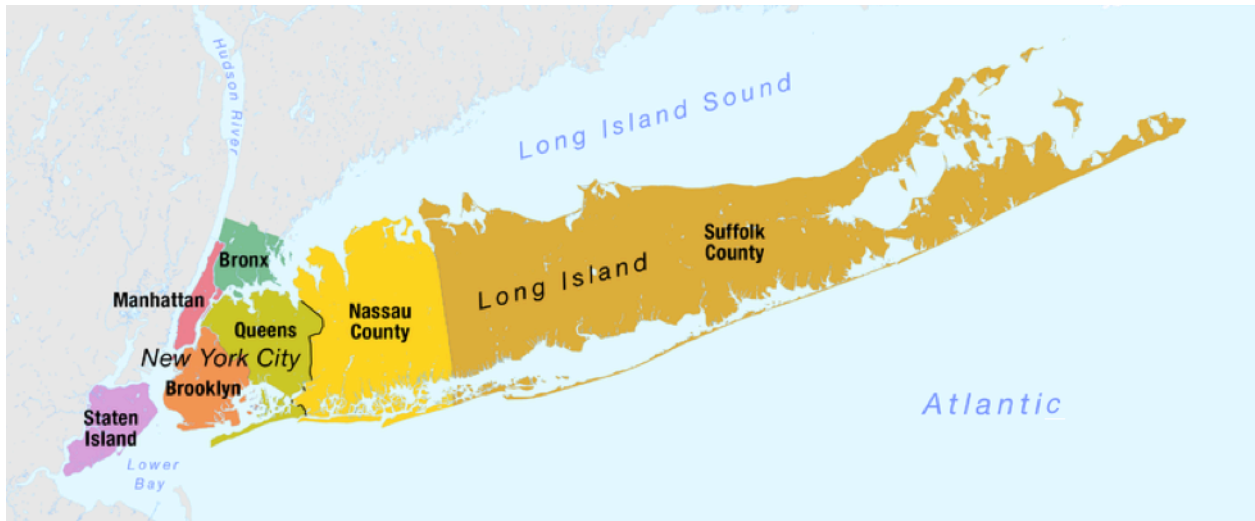 Hudson River
Long Island Sound
Bronx
Suffolk
County
Long Island
Manhattan
Nassau
County
Queens
New York City
Brooklyn
Staten
Island
Atlantic
Lower
Bay